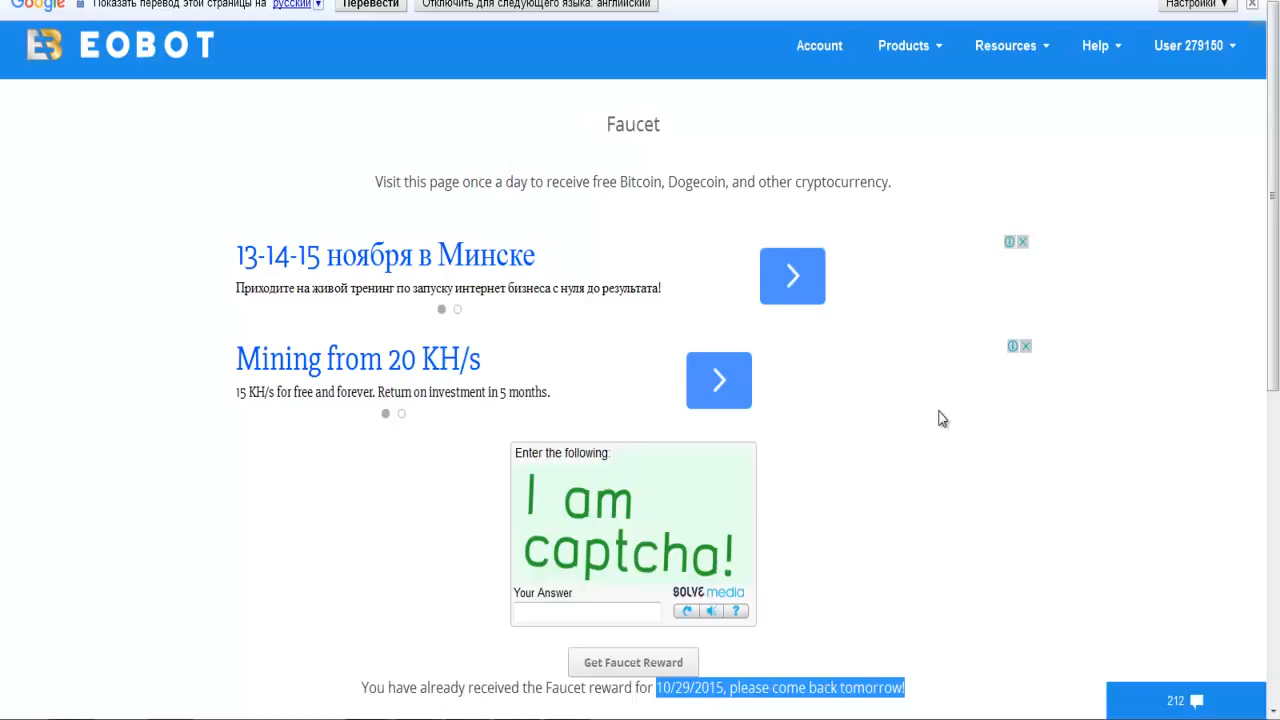 Google Показать перевод этой страницы на русский Перевести Отключить для следующего языка: английский Настройки ▼
EOBOT Account Products Resources Help User 279150
Faucet
Visit this page once a day to receive free Bitcoin, Dogecoin, and other cryptocurrency.
13-14-15 ноября в Минске
Приходите на живой тренинг по запуску интернет бизнеса с нуля до результата!
Mining from 20 KH/s
15 KH/s for free and forever. Return on investment in 5 months.
Enter the following:
I am
captcha!
Your Answer SOLVE media
Get Faucet Reward
You have already received the Faucet reward for 10/29/2015, please come back tomorrow!
212